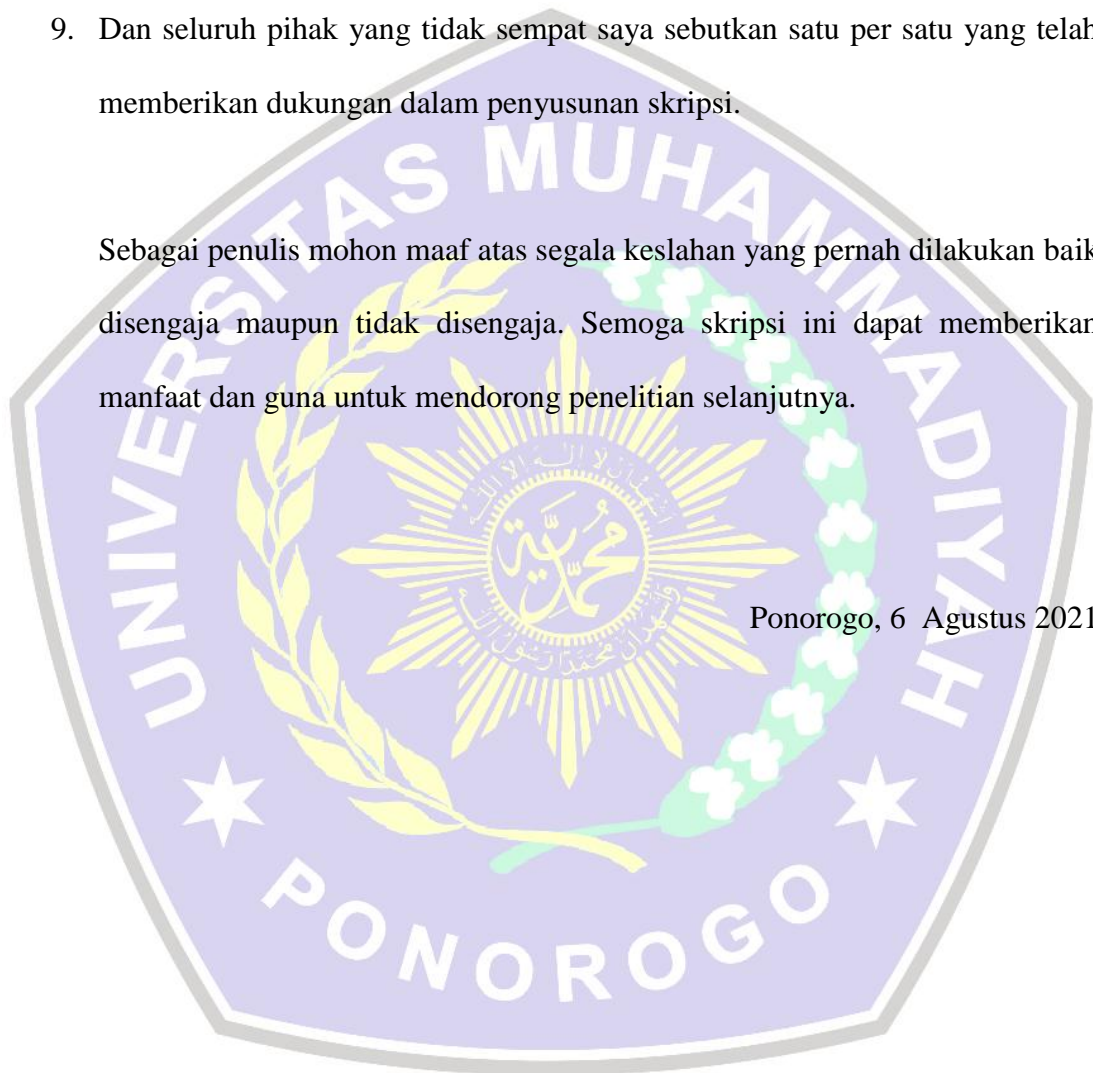 9. Dan seluruh pihak yang tidak sempat saya sebutkan satu per satu yang telah
memberikan dukungan dalam penyusunan skripsi.
Sebagai penulis mohon maaf atas segala keslahan yang pernah dilakukan baik
disengaja maupun tidak disengaja. Semoga skripsi ini dapat memberikan
manfaat dan guna untuk mendorong penelitian selanjutnya.
Ponorogo, 6 Agustus 2021
UNIVERSITAS MUHAMMADIYAH
PONOROGO
محمدية